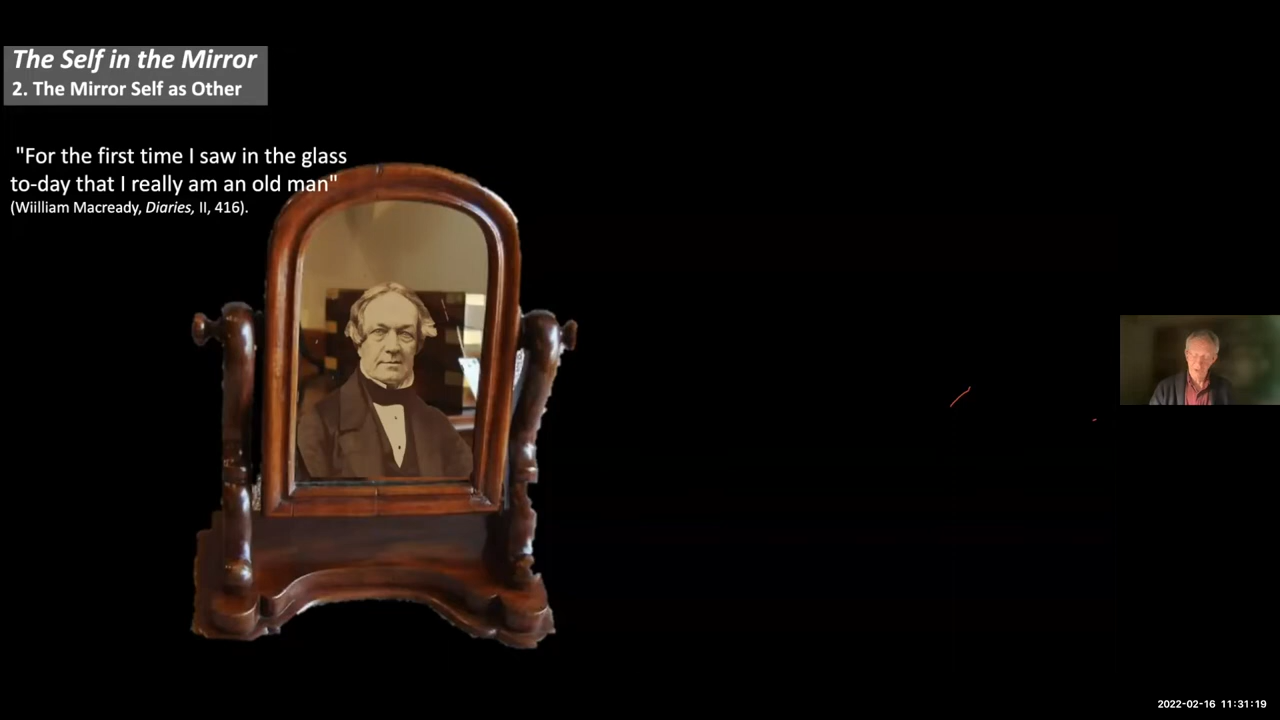 The Self in the Mirror
2. The Mirror Self as Other
"For the first time I saw in the glass
to-day that I really am an old man"
(Wiilliam Macready, Diaries, II, 416).
2022-02-16 11:31:19